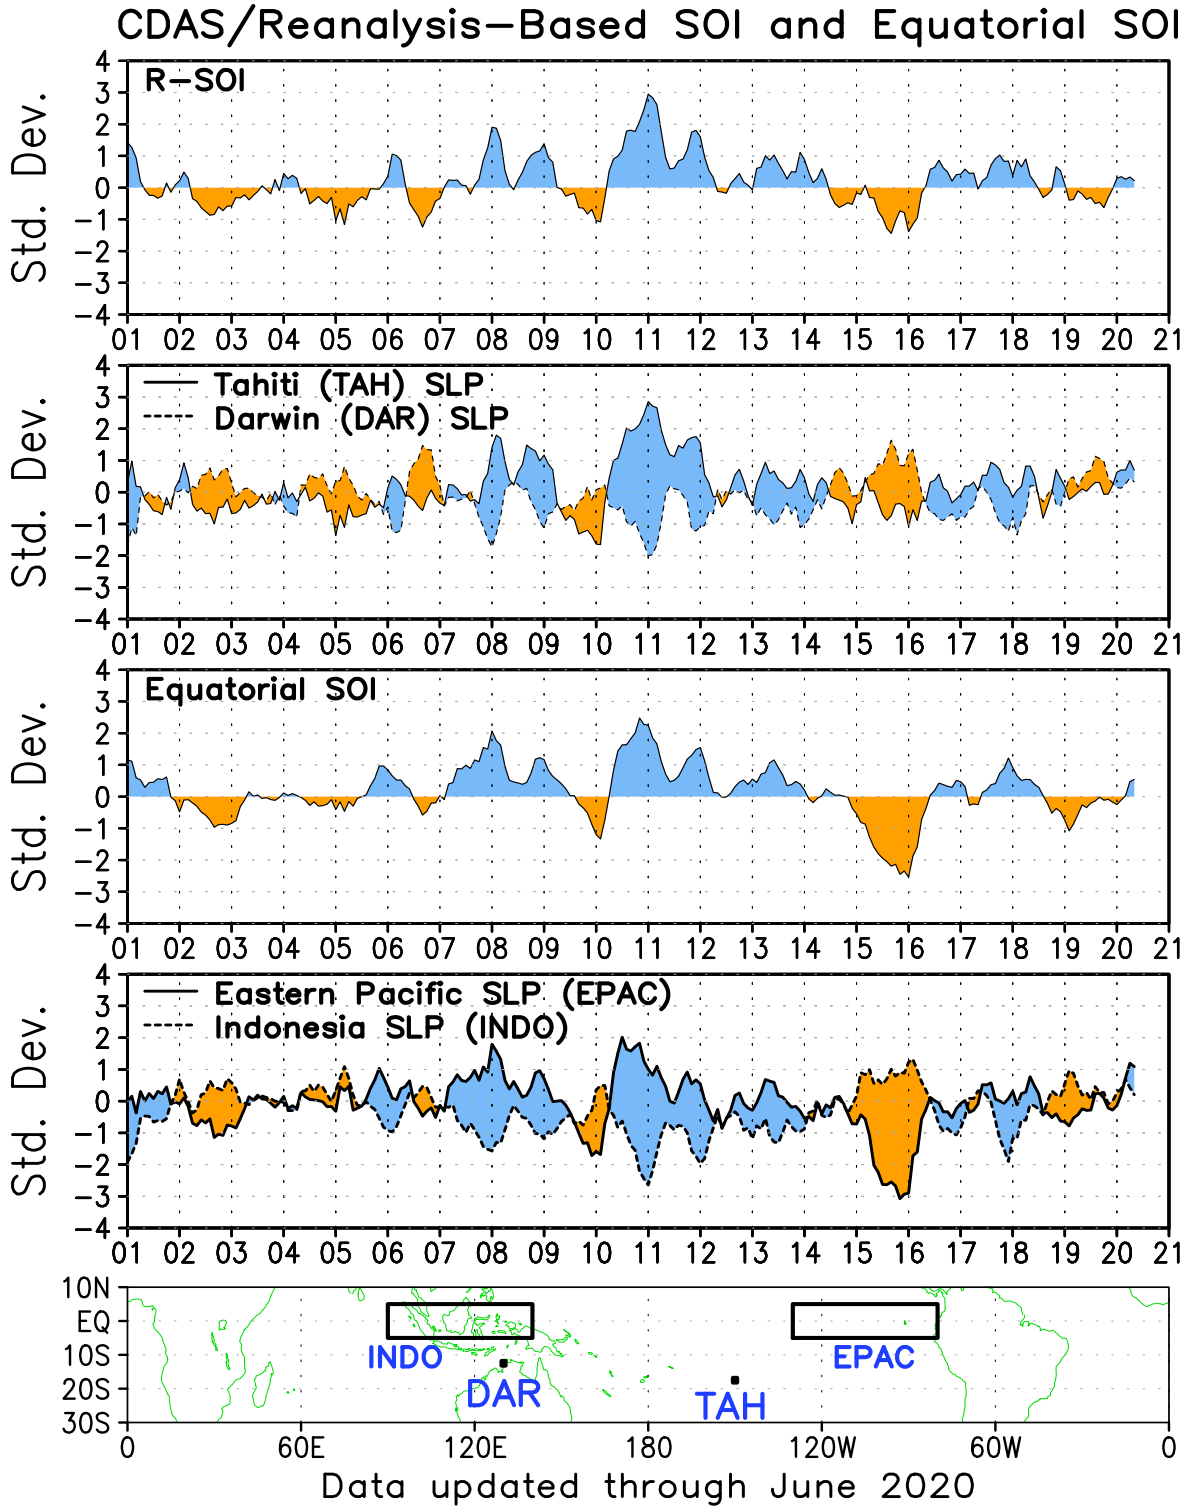 CDAS/Reanalysis-Based SOI and Equatorial SOI
R-SOI
Std. Dev.
4
3
2
1
0
-1
-2
-3
-4
01 02 03 04 05 06 07 08 09 10 11 12 13 14 15 16 17 18 19 20 21
Tahiti (TAH) SLP
Darwin (DAR) SLP
Std. Dev.
4
3
2
1
0
-1
-2
-3
-4
01 02 03 04 05 06 07 08 09 10 11 12 13 14 15 16 17 18 19 20 21
Equatorial SOI
Std. Dev.
4
3
2
1
0
-1
-2
-3
-4
01 02 03 04 05 06 07 08 09 10 11 12 13 14 15 16 17 18 19 20 21
Eastern Pacific SLP (EPAC)
Indonesia SLP (INDO)
Std. Dev.
4
3
2
1
0
-1
-2
-3
-4
01 02 03 04 05 06 07 08 09 10 11 12 13 14 15 16 17 18 19 20 21
10N
EQ
10S
20S
30S
INDO
EPAC
DAR
TAH
0 60E 120E 180 120W 60W 0
Data updated through June 2020